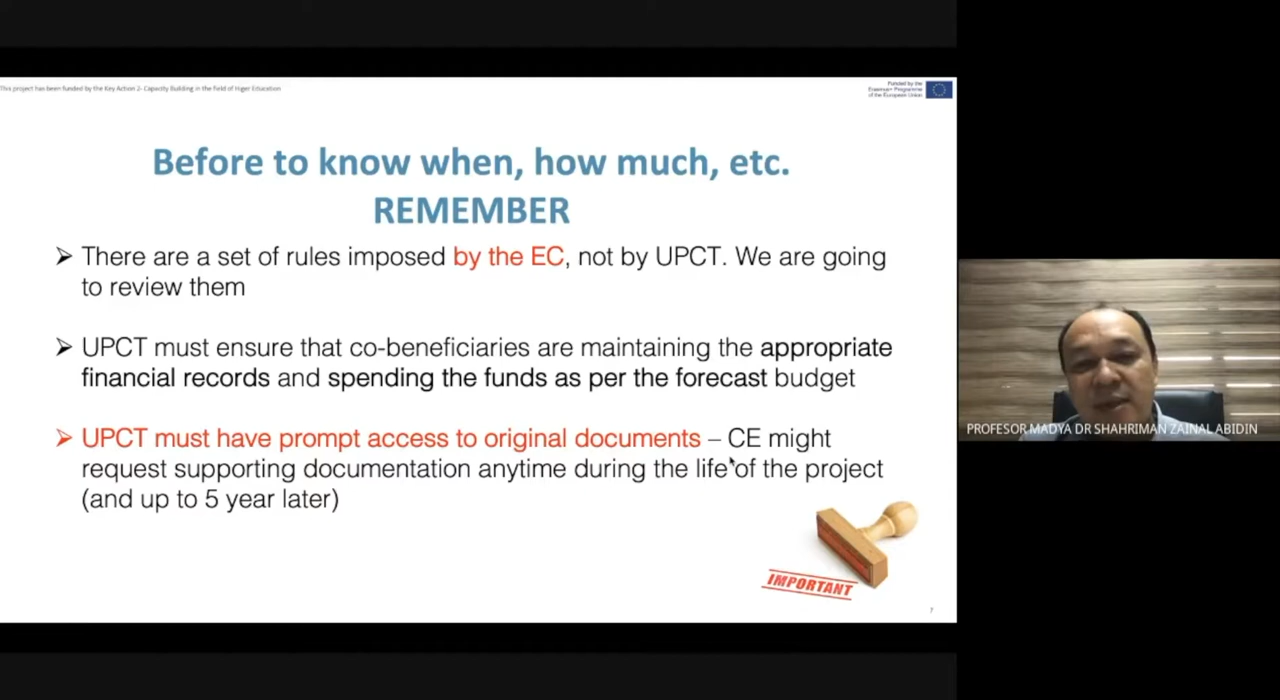 This project has been funded by the Key Action 2- Capacity Building in the Field of Higer Education
Funded by the
Erasmus+ Programme
of the European Union
Before to know when, how much, etc.
REMEMBER
➢ There are a set of rules imposed by the EC, not by UPCT. We are going
to review them
➢ UPCT must ensure that co-beneficiaries are maintaining the appropriate
financial records and spending the funds as per the forecast budget
➢ UPCT must have prompt access to original documents – CE might
request supporting documentation anytime during the life of the project
(and up to 5 year later)
IMPORTANT
7
PROFESOR MADYA DR SHAHRIMAN ZAINAL ABIDIN